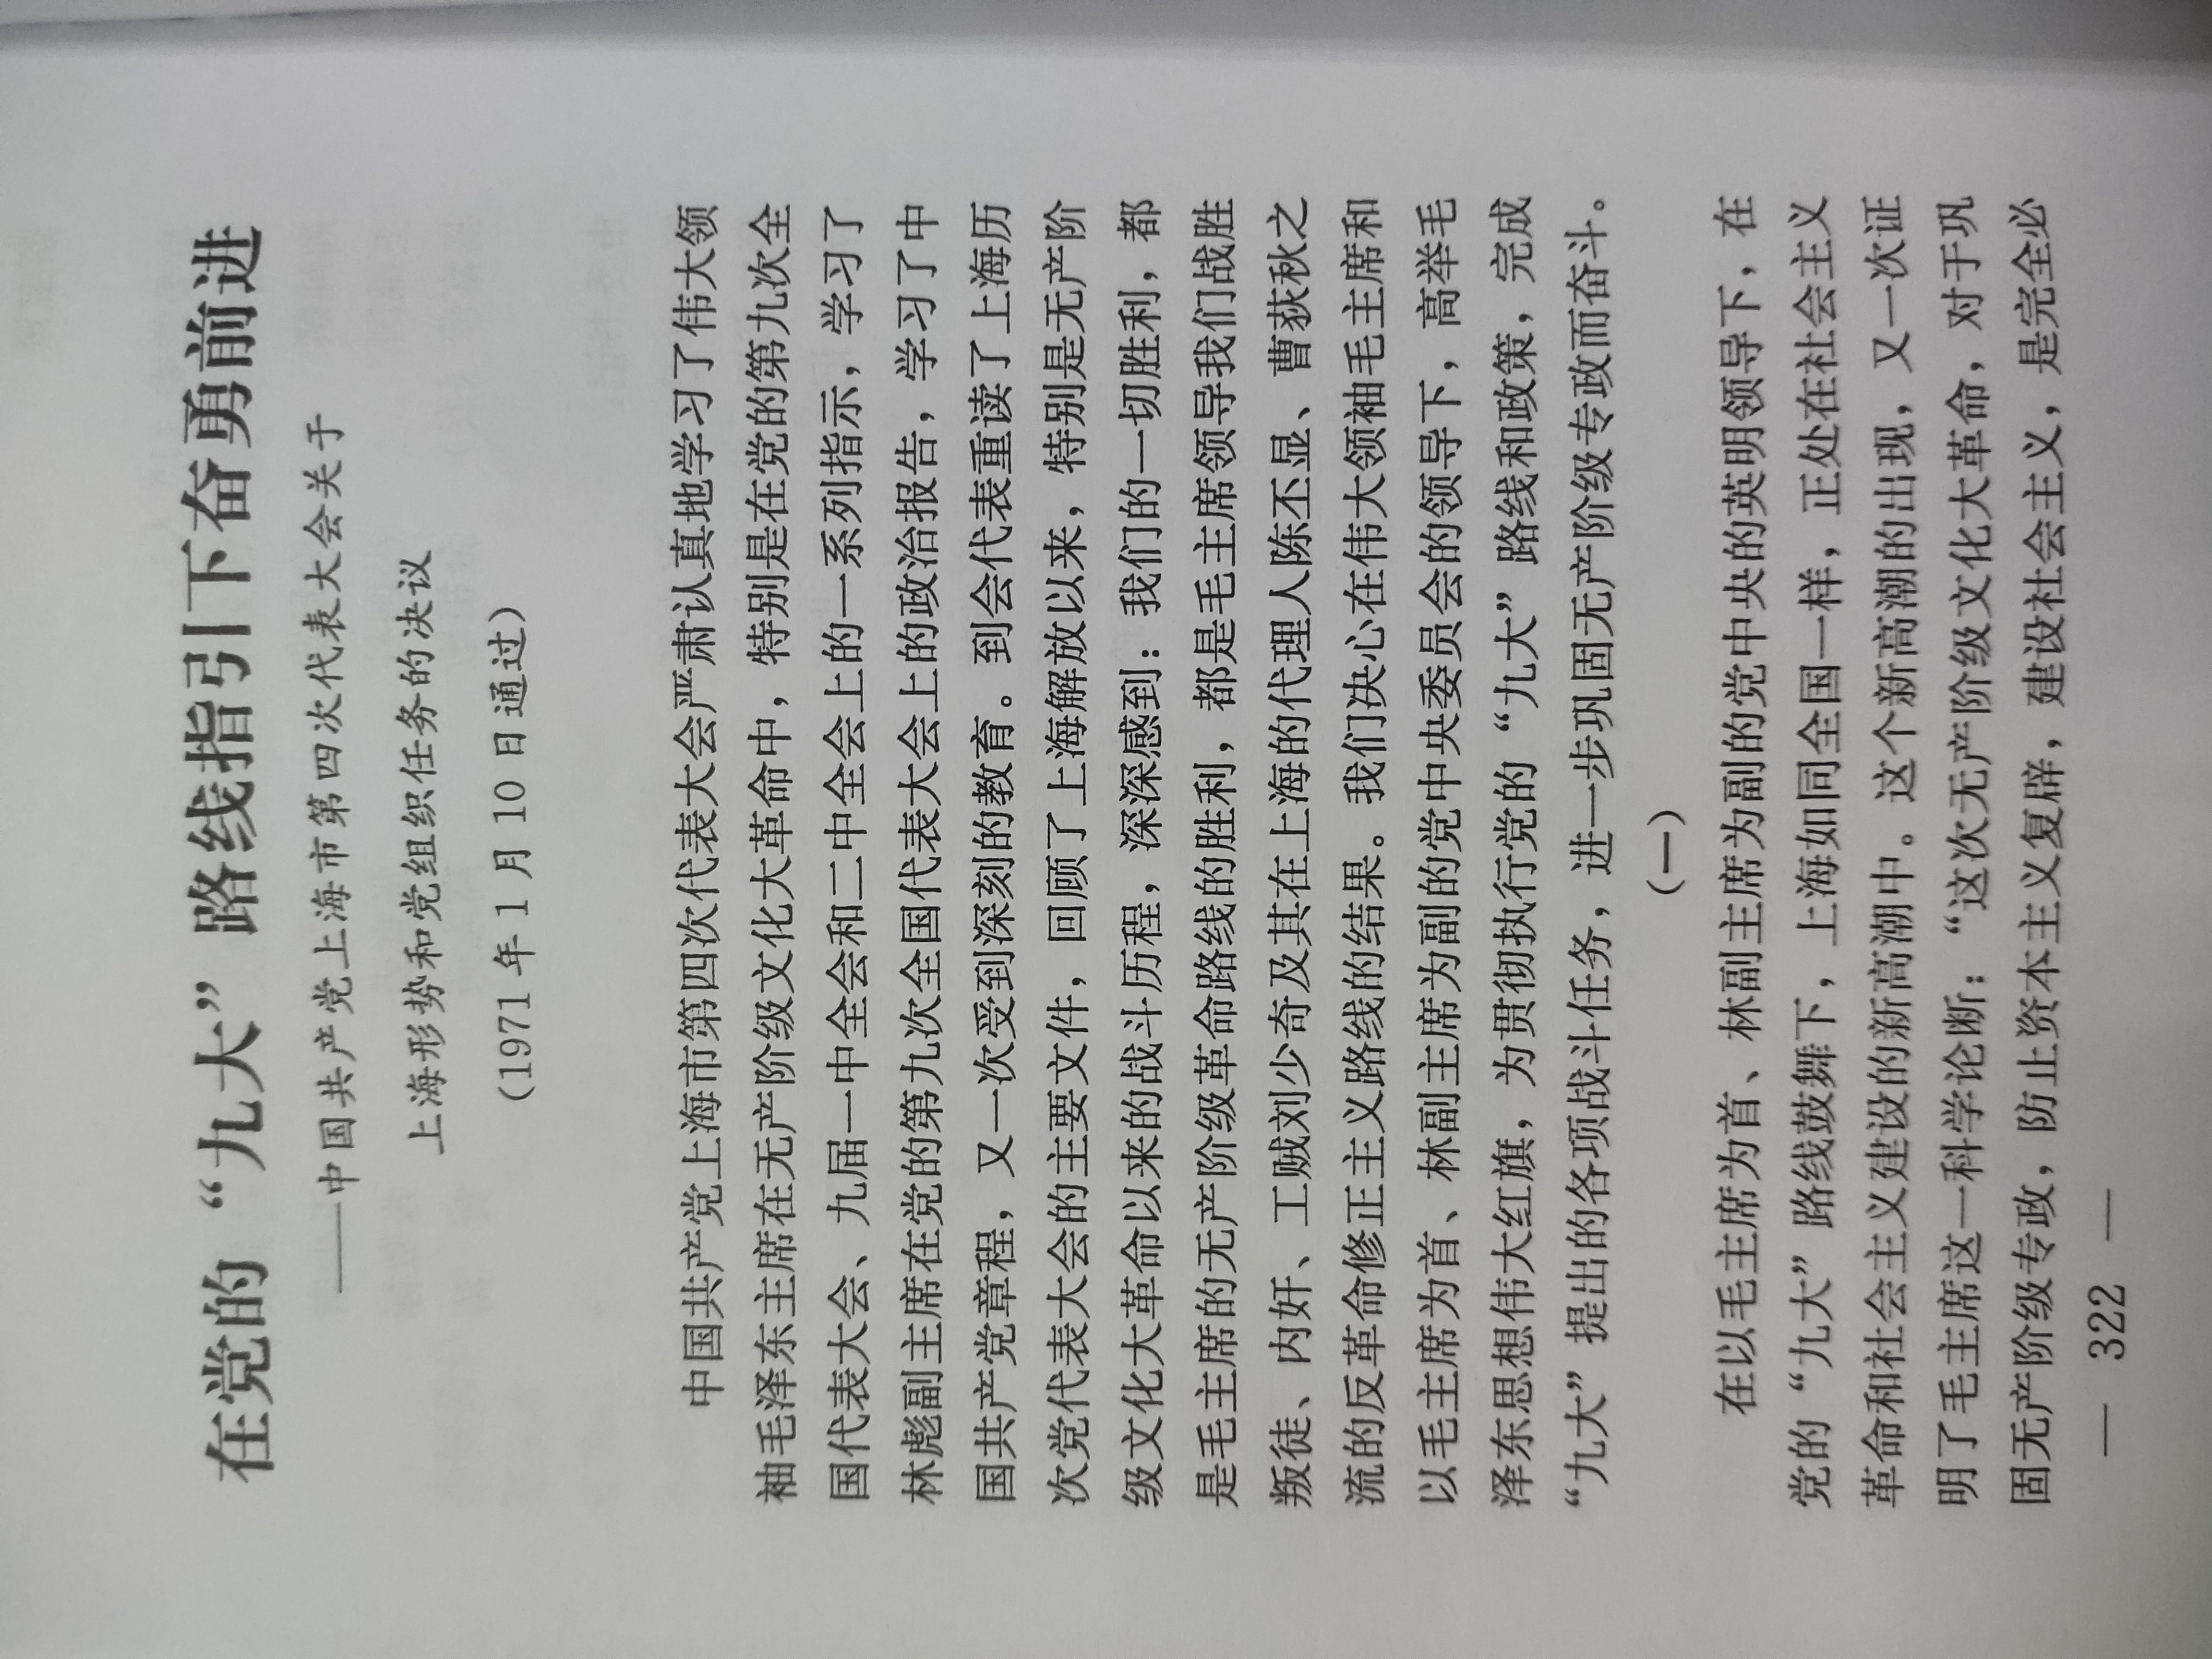 在党的“九大”路线指引下奋勇前进
——中国共产党上海市第四次代表大会关于
上海形势和党组织任务的决议
（1971年1月10日通过）
中国共产党上海市第四次代表大会严肃认真地学习了伟大领
袖毛泽东主席在无产阶级文化大革命中，特别是在党的第九次全
国代表大会、九届一中全会和二中全会上的一系列指示，学习了
林彪副主席在党的第九次全国代表大会上的政治报告，学习了中
国共产党章程，又一次受到深刻的教育。到会代表重读了上海历
次党代表大会的主要文件，回顾了上海解放以来，特别是无产阶
级文化大革命以来的战斗历程，深深感到：我们的一切胜利，都
是毛主席的无产阶级革命路线的胜利，都是毛主席领导我们战胜
叛徒、内奸、工贼刘少奇及其在上海的代理人陈丕显、曹荻秋之
流的反革命修正主义路线的结果。我们决心在伟大领袖毛主席和
以毛主席为首、林副主席为副的党中央委员会的领导下，高举毛
泽东思想伟大红旗，为贯彻执行党的“九大”路线和政策，完成
“九大”提出的各项战斗任务，进一步巩固无产阶级专政而奋斗。
（一）
在以毛主席为首、林副主席为副的党中央的英明领导下，在
党的“九大”路线鼓舞下，上海如同全国一样，正处在社会主义
革命和社会主义建设的新高潮中。这个新高潮的出现，又一次证
明了毛主席这一科学论断：“这次无产阶级文化大革命，对于巩
固无产阶级专政，防止资本主义复辟，建设社会主义，是完全必
— 322 —